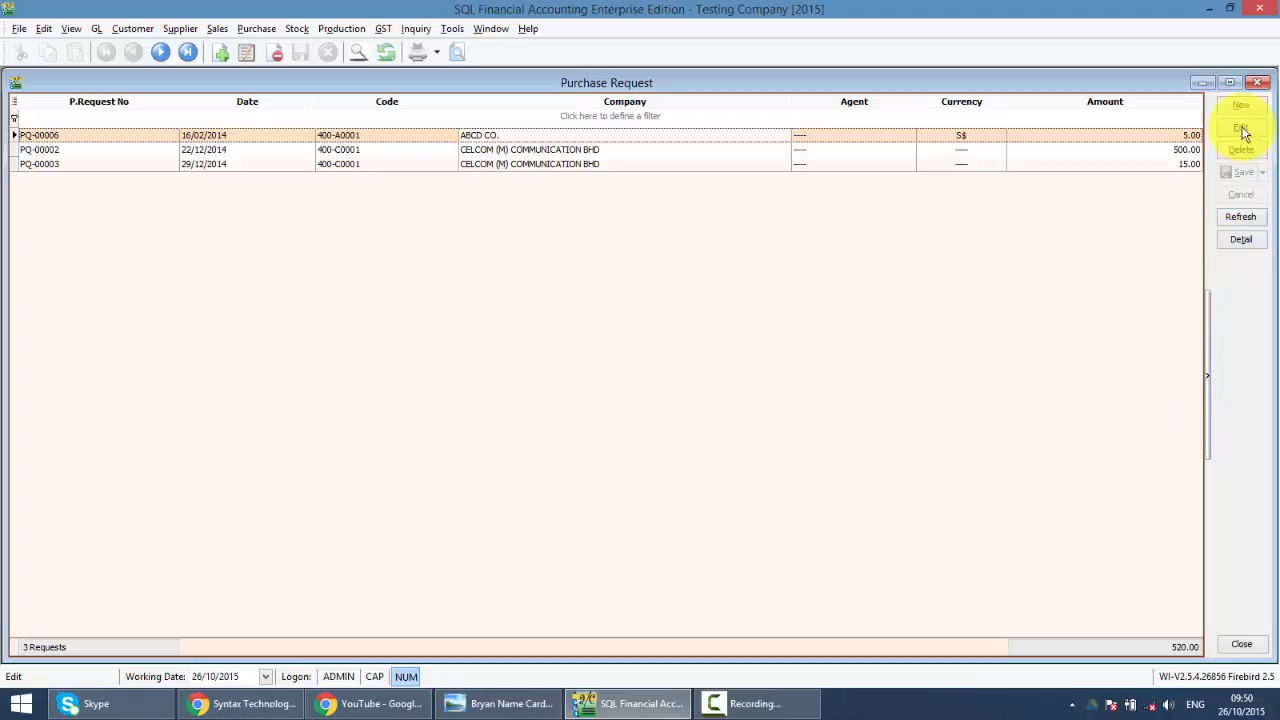 SQL Financial Accounting Enterprise Edition - Testing Company [2015]
File Edit View GL Customer Supplier Sales Purchase Stock Production GST Inquiry Tools Window Help
Purchase Request
P.Request No Date Code Company Agent Currency Amount
Click here to define a filter
PQ-00006 16/02/2014 400-A0001 ABCD CO. ---- S$ 5.00
PQ-00002 22/12/2014 400-C0001 CELCOM (M) COMMUNICATION BHD ---- ---- 500.00
PQ-00003 29/12/2014 400-C0001 CELCOM (M) COMMUNICATION BHD ---- ---- 15.00
New
Edit
Delete
Save
Cancel
Refresh
Detail
3 Requests 520.00
Close
Edit Working Date: 26/10/2015 Logon: ADMIN CAP NUM WI-V2.5.4.26856 Firebird 2.5
Skype Syntax Technolog... YouTube - Googl... Bryan Name Card... SQL Financial Acc... Recording... ENG 09:50
26/10/2015